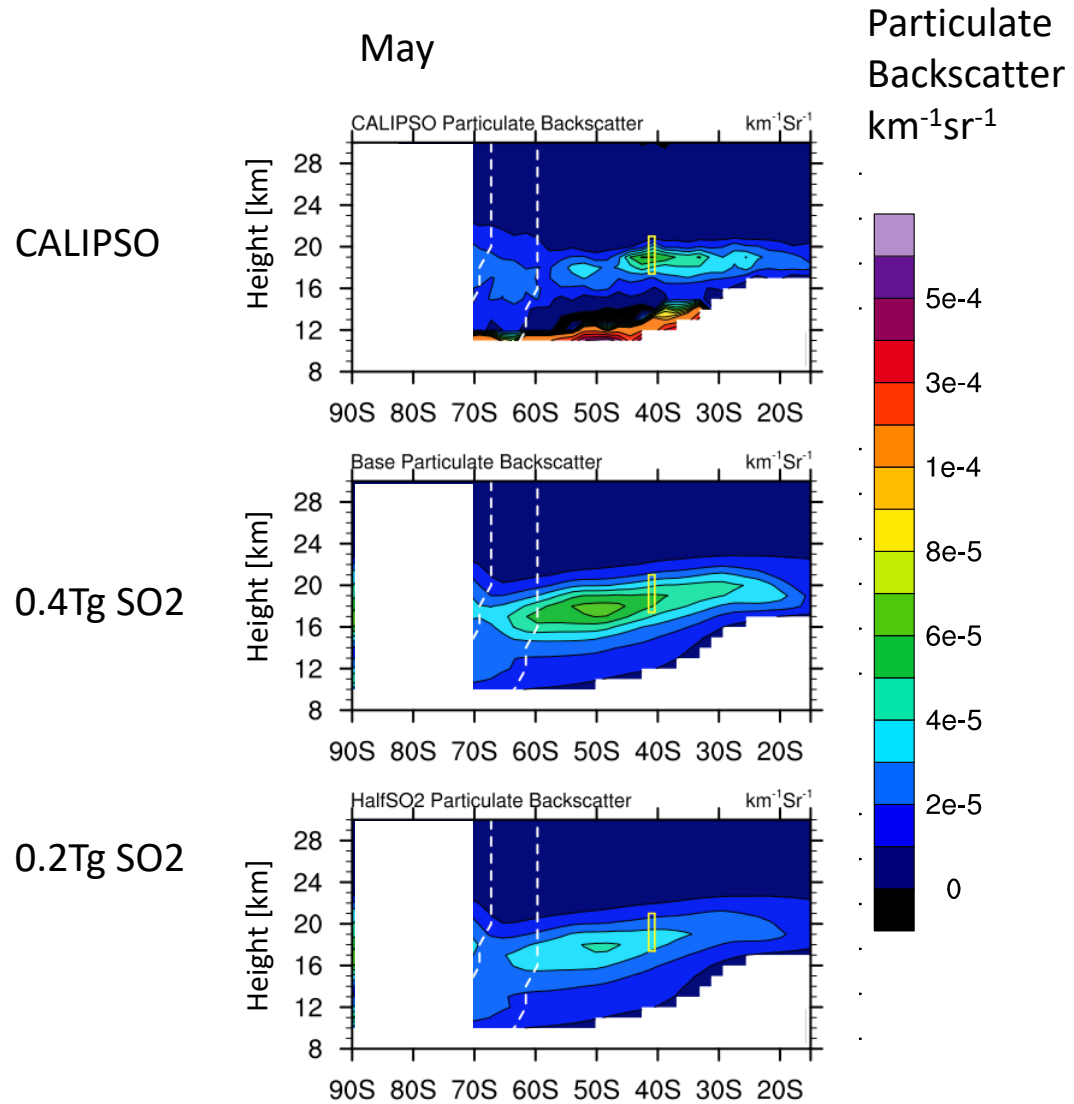 May
Particulate
Backscatter
km-1sr-1
CALIPSO
CALIPSO Particulate Backscatter km-1Sr-1
Height [km]
28
24
20
16
12
8
90S 80S 70S 60S 50S 40S 30S 20S
0.4Tg SO2
Base Particulate Backscatter km-1Sr-1
Height [km]
28
24
20
16
12
8
90S 80S 70S 60S 50S 40S 30S 20S
0.2Tg SO2
HalfSO2 Particulate Backscatter km-1Sr-1
Height [km]
28
24
20
16
12
8
90S 80S 70S 60S 50S 40S 30S 20S
5e-4
3e-4
1e-4
8e-5
6e-5
4e-5
2e-5
0